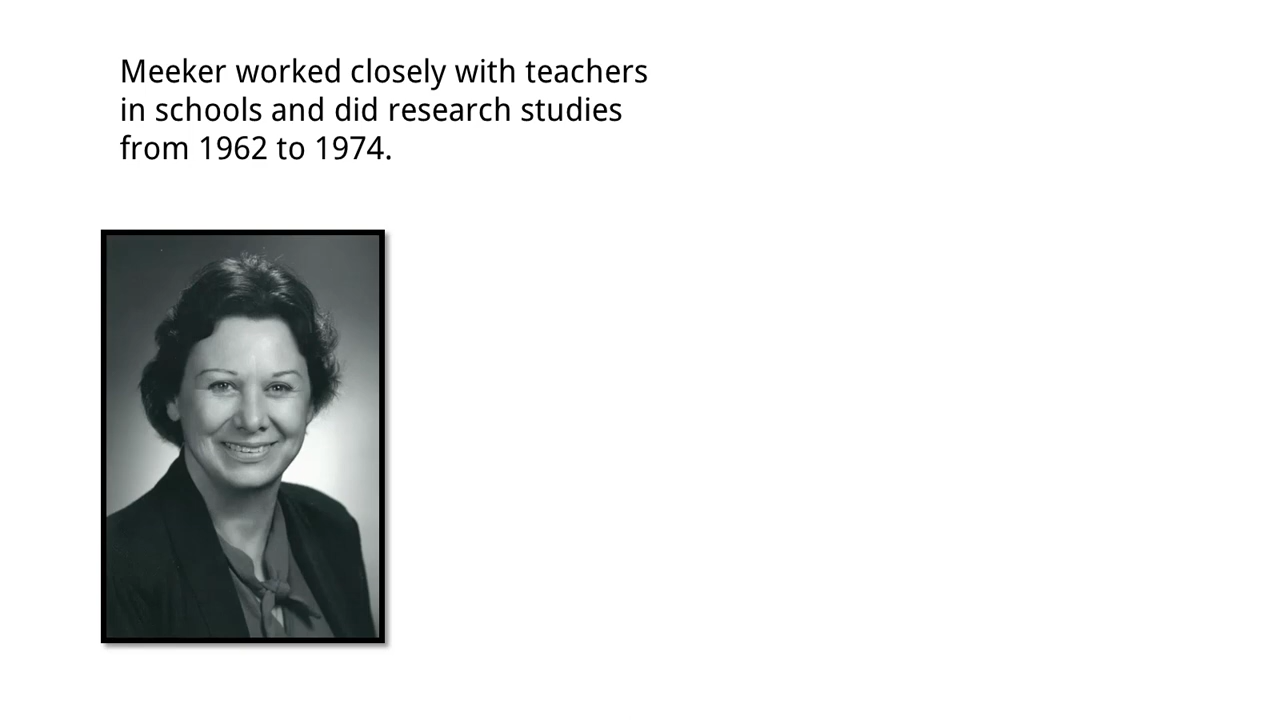 Meeker worked closely with teachers
in schools and did research studies
from 1962 to 1974.